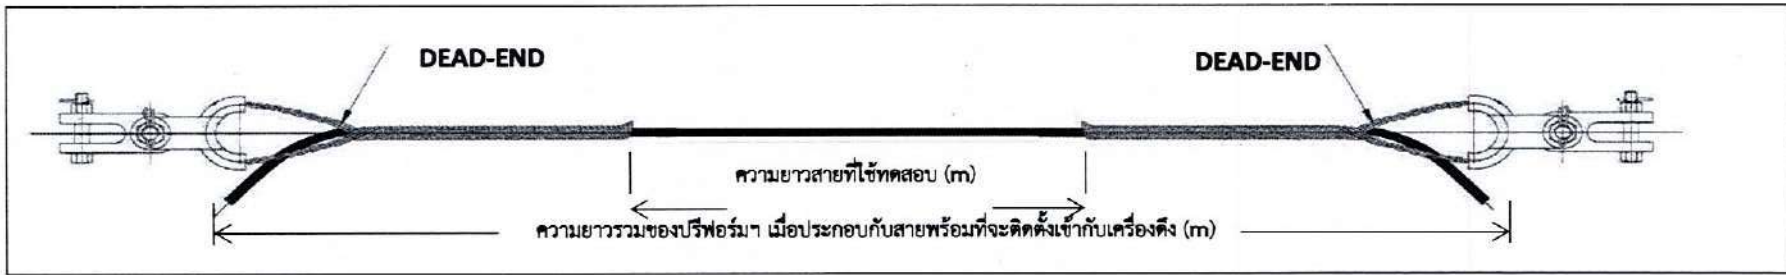 DEAD-END
DEAD-END
ความยาวสายที่ใช้ทดสอบ (m)
ความยาวรวมของปรีฟอร์มฯ เมื่อประกอบกับสายพร้อมที่จะติดตั้งเข้ากับเครื่องดึง (m)